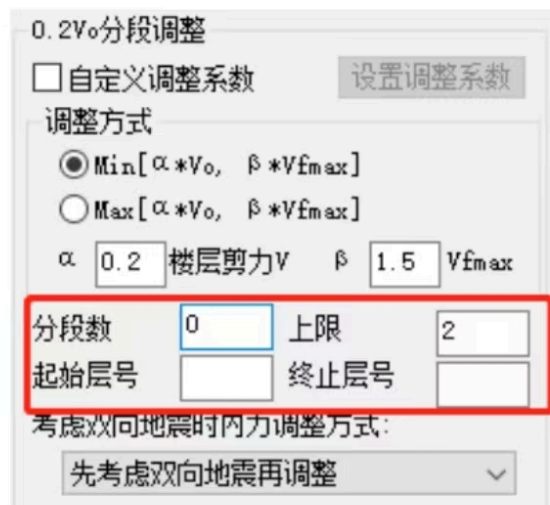 0.2Vo分段调整
自定义调整系数 设置调整系数
调整方式
Min[α*Vo, β*Vfmax]
Max[α*Vo, β*Vfmax]
α 0.2 楼层剪力V β 1.5 Vfmax
分段数 0 上限 2
起始层号 终止层号
考虑双向地震时内力调整方式:
先考虑双向地震再调整